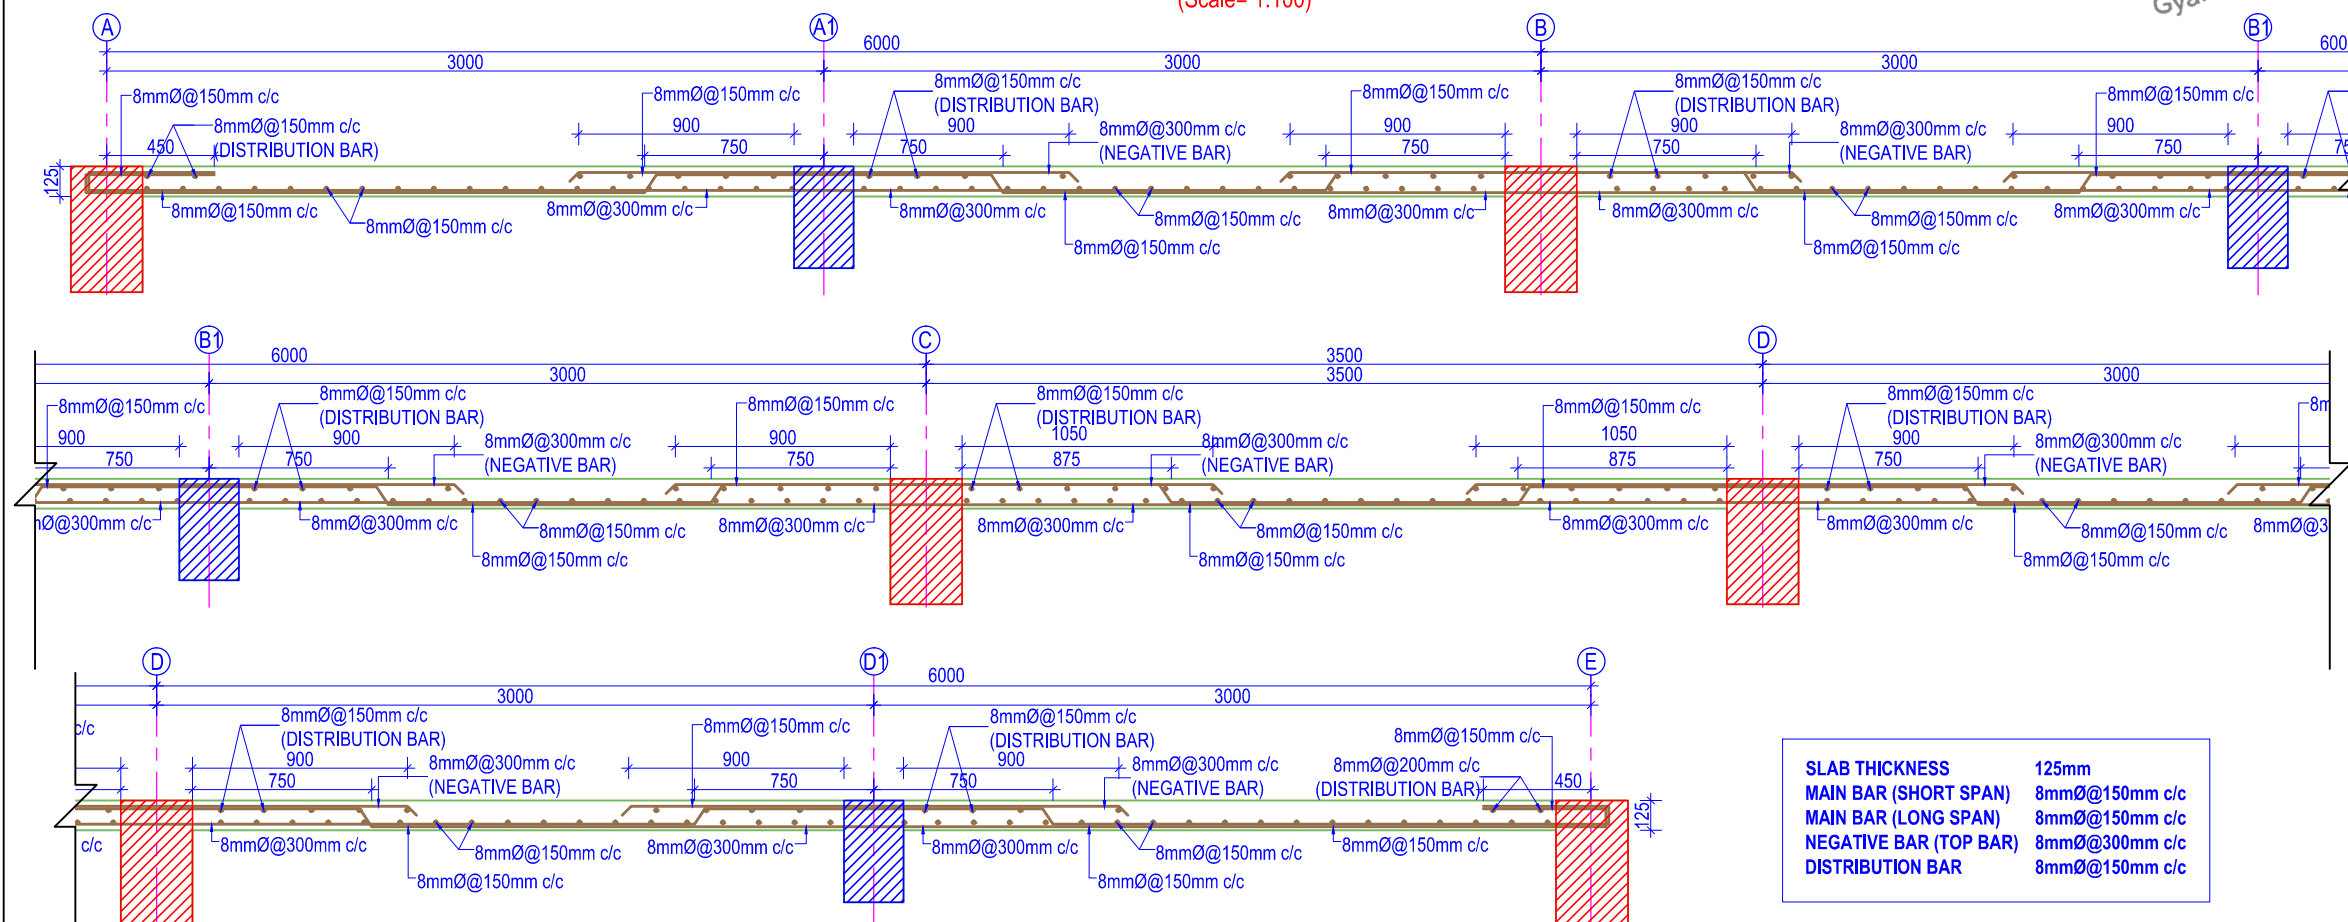 (Scale= 1:100)
A
A1
B
B1
6000
3000
3000
3000
8mmØ@150mm c/c
8mmØ@150mm c/c
(DISTRIBUTION BAR)
450
8mmØ@150mm c/c
900
750
8mmØ@150mm c/c
(DISTRIBUTION BAR)
900
750
8mmØ@300mm c/c
(NEGATIVE BAR)
8mmØ@150mm c/c
900
750
8mmØ@150mm c/c
(DISTRIBUTION BAR)
900
750
8mmØ@300mm c/c
(NEGATIVE BAR)
8mmØ@150mm c/c
900
750
125
8mmØ@150mm c/c
8mmØ@150mm c/c
8mmØ@300mm c/c
8mmØ@300mm c/c
8mmØ@150mm c/c
8mmØ@150mm c/c
8mmØ@300mm c/c
8mmØ@300mm c/c
8mmØ@150mm c/c
8mmØ@150mm c/c
8mmØ@300mm c/c
B1
C
D
6000
3500
3000
3500
3000
8mmØ@150mm c/c
900
750
8mmØ@150mm c/c
(DISTRIBUTION BAR)
900
750
8mmØ@300mm c/c
(NEGATIVE BAR)
8mmØ@150mm c/c
900
750
8mmØ@150mm c/c
(DISTRIBUTION BAR)
1050
875
8mmØ@300mm c/c
(NEGATIVE BAR)
8mmØ@150mm c/c
1050
875
8mmØ@150mm c/c
(DISTRIBUTION BAR)
900
750
8mmØ@300mm c/c
(NEGATIVE BAR)
mØ@300mm c/c
8mmØ@300mm c/c
8mmØ@150mm c/c
8mmØ@150mm c/c
8mmØ@300mm c/c
8mmØ@300mm c/c
8mmØ@150mm c/c
8mmØ@150mm c/c
8mmØ@300mm c/c
8mmØ@300mm c/c
8mmØ@150mm c/c
8mmØ@150mm c/c
8mmØ@3
D
D1
E
6000
3000
3000
c/c
8mmØ@150mm c/c
(DISTRIBUTION BAR)
900
750
8mmØ@300mm c/c
(NEGATIVE BAR)
8mmØ@150mm c/c
900
750
8mmØ@150mm c/c
(DISTRIBUTION BAR)
900
750
8mmØ@300mm c/c
(NEGATIVE BAR)
8mmØ@150mm c/c
8mmØ@200mm c/c
(DISTRIBUTION BAR)
450
125
c/c
8mmØ@300mm c/c
8mmØ@150mm c/c
8mmØ@150mm c/c
8mmØ@300mm c/c
8mmØ@300mm c/c
8mmØ@150mm c/c
8mmØ@150mm c/c
8mmØ@150mm c/c
SLAB THICKNESS 125mm
MAIN BAR (SHORT SPAN) 8mmØ@150mm c/c
MAIN BAR (LONG SPAN) 8mmØ@150mm c/c
NEGATIVE BAR (TOP BAR) 8mmØ@300mm c/c
DISTRIBUTION BAR 8mmØ@150mm c/c